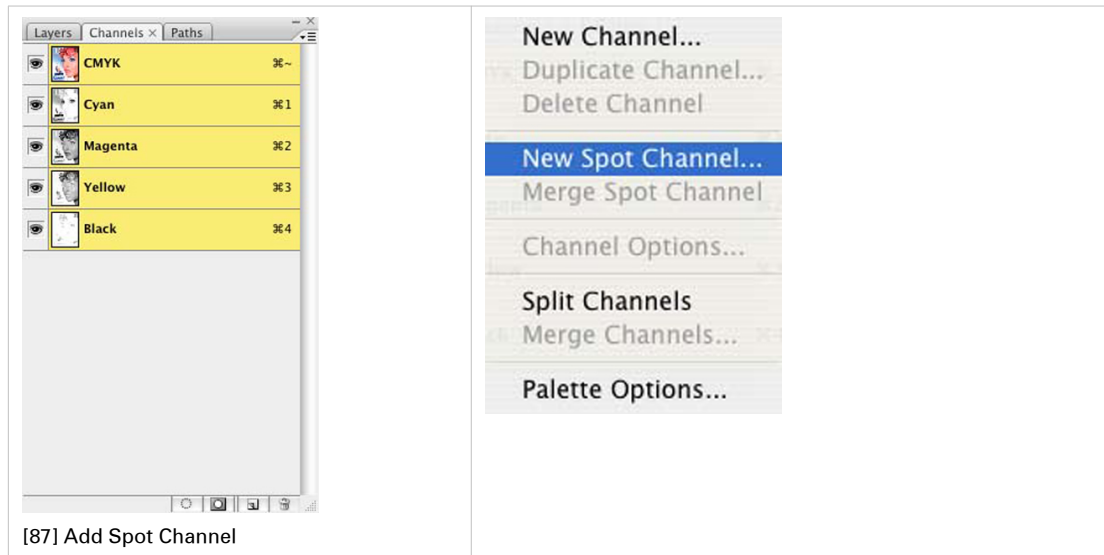 Layers Channels × Paths
CMYK ⌘~
Cyan ⌘1
Magenta ⌘2
Yellow ⌘3
Black ⌘4
[87] Add Spot Channel
New Channel...
Duplicate Channel...
Delete Channel
New Spot Channel...
Merge Spot Channel
Channel Options...
Split Channels
Merge Channels...
Palette Options...